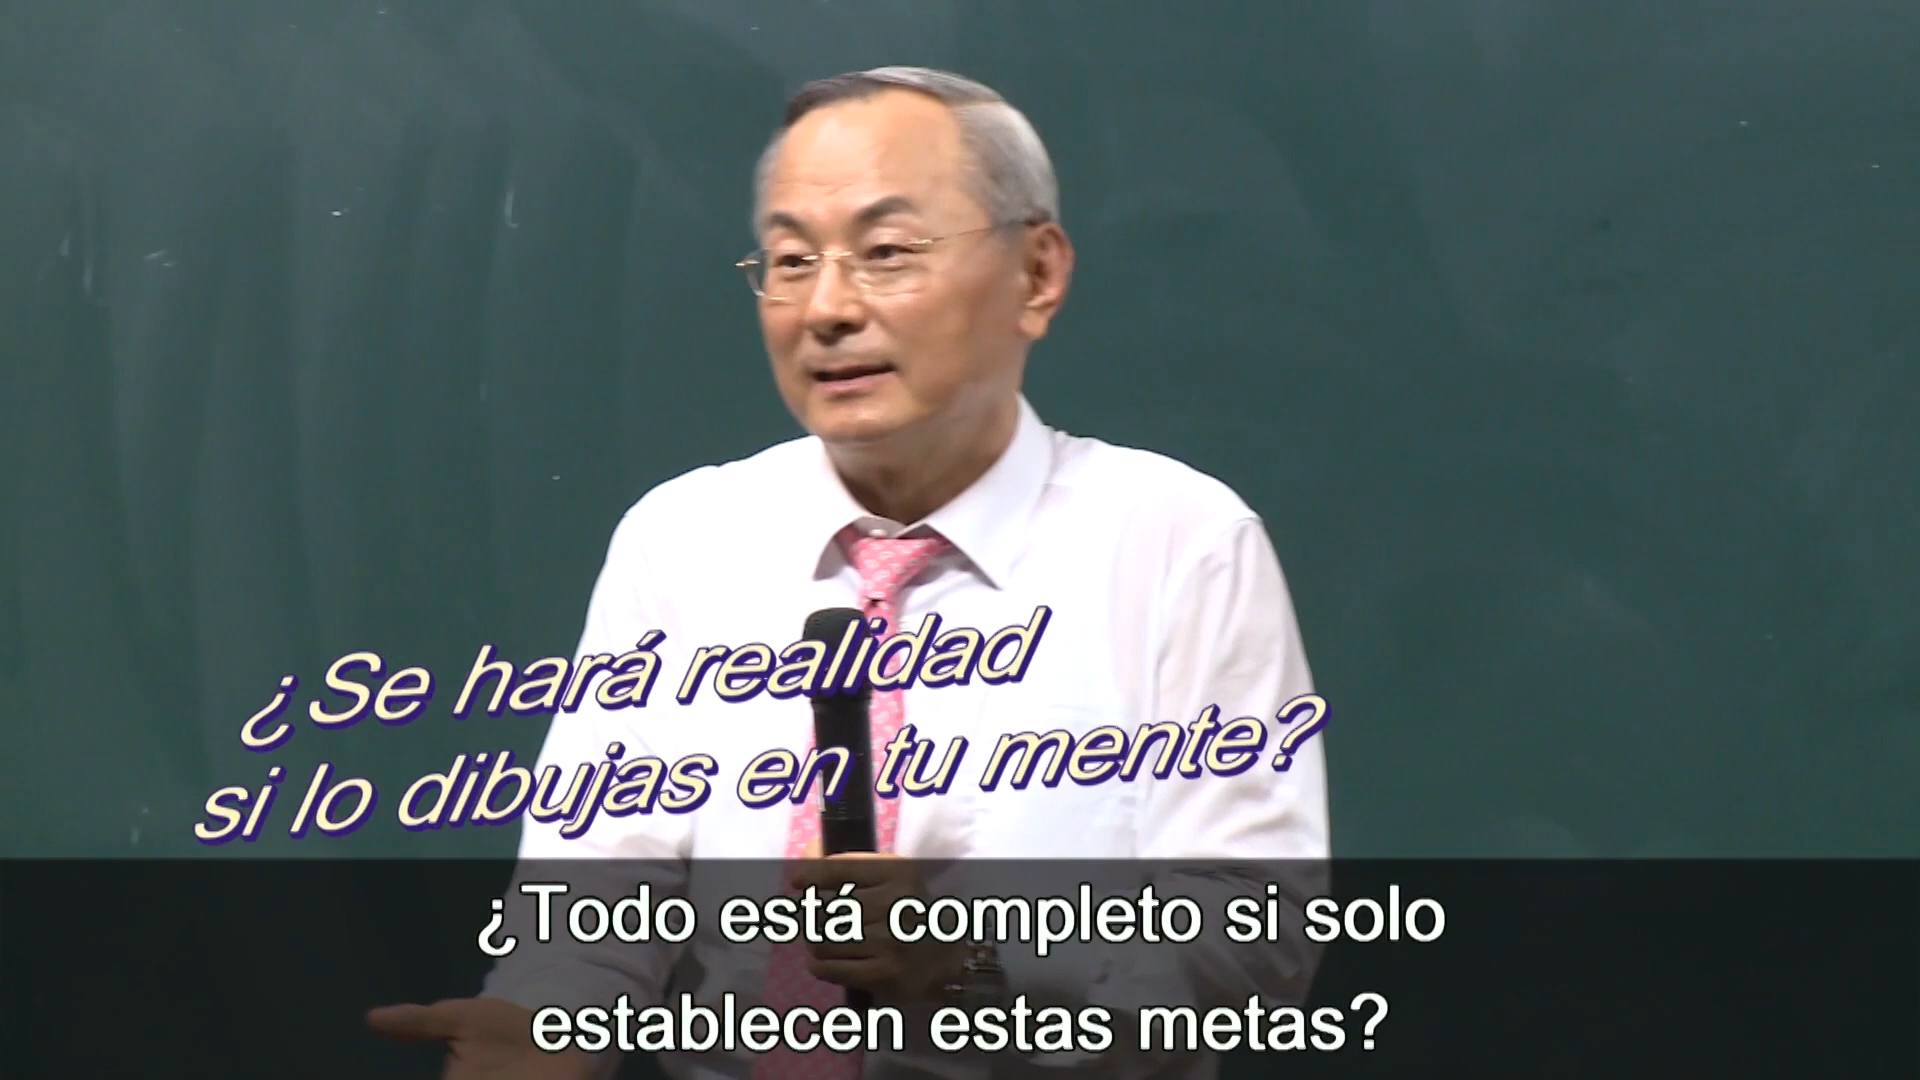 ¿Se hará realidad
si lo dibujas en tu mente?
¿Todo está completo si solo
establecen estas metas?